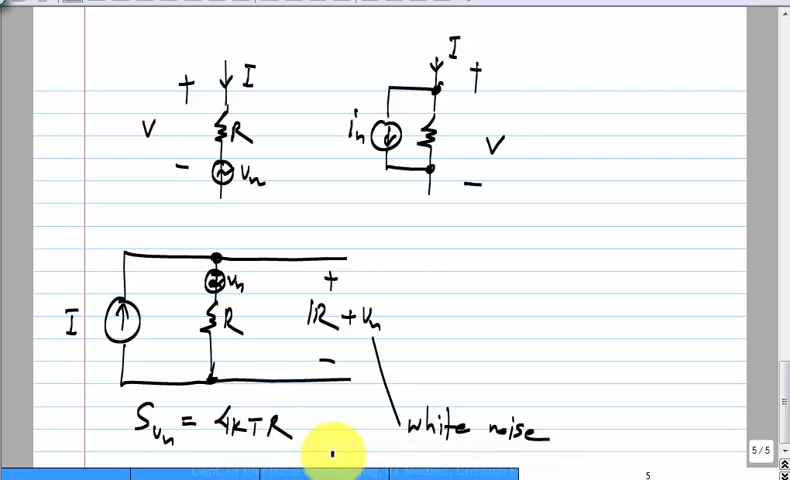 I
+ I +
V R iₙ V
- vₙ -
vₙ +
I R IR + vₙ
-
Sᵥₙ = 4KTR white noise
5/5
5